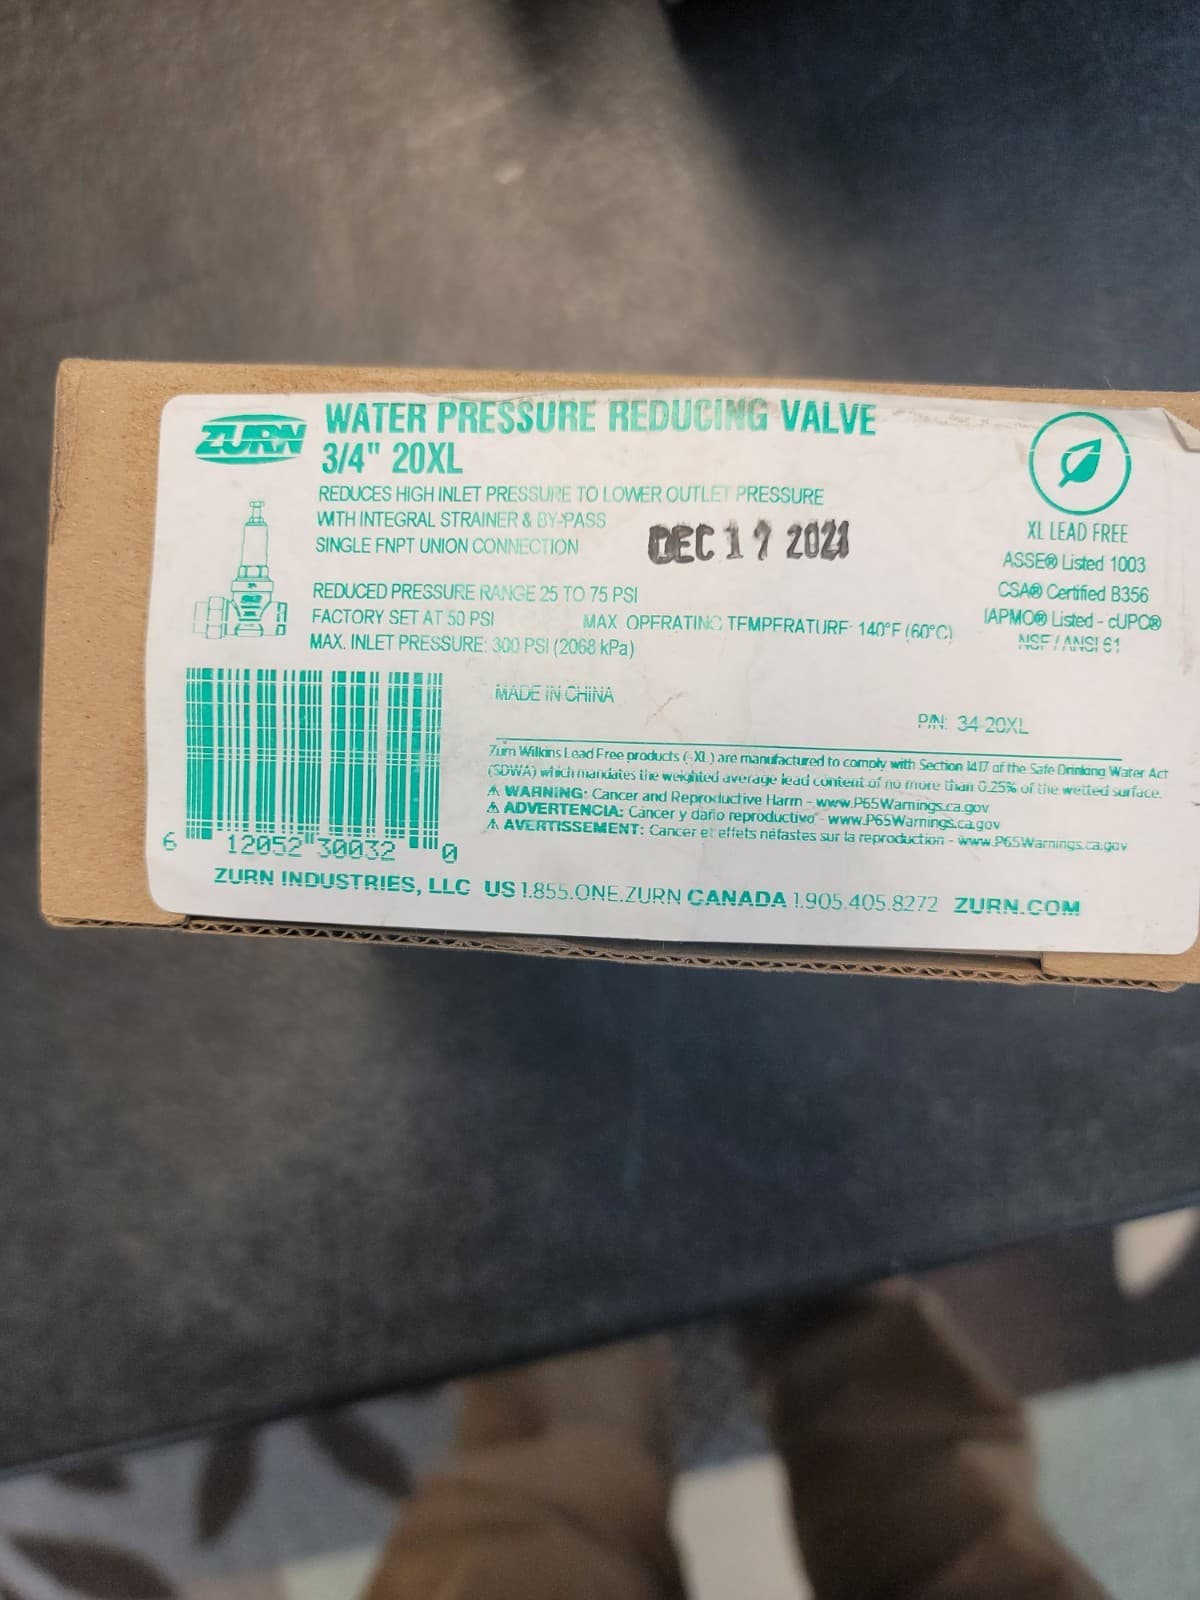 ZURN
WATER PRESSURE REDUCING VALVE
3/4" 20XL
REDUCES HIGH INLET PRESSURE TO LOWER OUTLET PRESSURE
WITH INTEGRAL STRAINER & BY-PASS
SINGLE FNPT UNION CONNECTION
DEC 17 2021
REDUCED PRESSURE RANGE 25 TO 75 PSI
FACTORY SET AT 50 PSI
MAX OPERATING TEMPERATURE: 140°F (60°C)
MAX. INLET PRESSURE: 300 PSI (2068 kPa)
XL LEAD FREE
ASSE® Listed 1003
CSA® Certified B356
IAPMO® Listed - cUPC®
NSF / ANSI 61
MADE IN CHINA
P/N: 34-20XL
Zurn Wilkins Lead Free products (-XL) are manufactured to comply with Section 1417 of the Safe Drinking Water Act
(SDWA) which mandates the weighted average lead content of no more than 0.25% of the wetted surface.
⚠ WARNING: Cancer and Reproductive Harm - www.P65Warnings.ca.gov
⚠ ADVERTENCIA: Cáncer y daño reproductivo - www.P65Warnings.ca.gov
⚠ AVERTISSEMENT: Cancer et effets néfastes sur la reproduction - www.P65Warnings.ca.gov
6 12052 30032 0
ZURN INDUSTRIES, LLC US 1.855.ONE.ZURN CANADA 1.905.405.8272 ZURN.COM